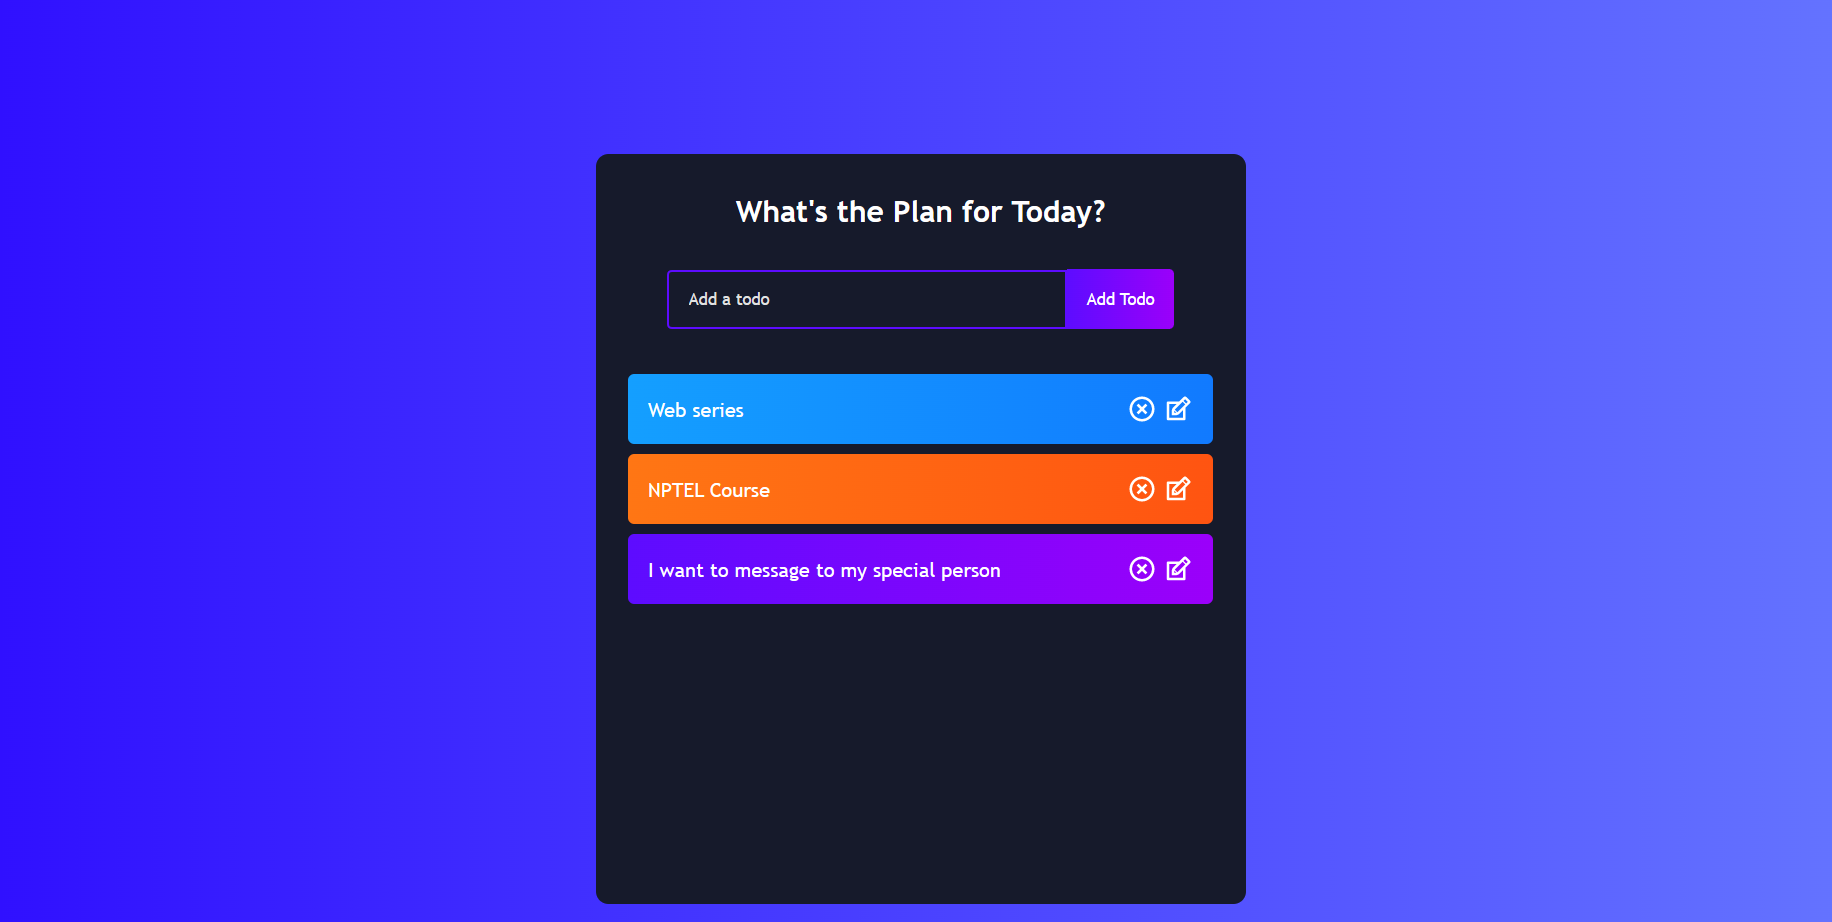 What's the Plan for Today?
Add a todo
Add Todo
Web series
NPTEL Course
I want to message to my special person